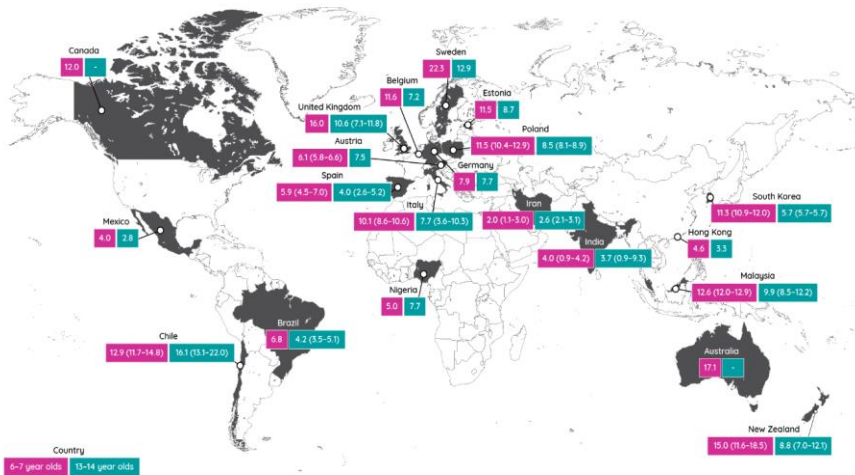 Canada
12.0 -
Sweden
22.3 12.9
Belgium
11.6 7.2
Estonia
11.5 8.7
United Kingdom
16.0 10.6 (7.1–11.8)
Poland
11.5 (10.4–12.9) 8.5 (8.1–8.9)
Austria
6.1 (5.8–6.6) 7.5
Germany
7.9 7.7
Spain
5.9 (4.5–7.0) 4.0 (2.6–5.2)
Italy
10.1 (8.6–10.6) 7.7 (3.6–10.3)
Iran
2.0 (1.1–3.0) 2.6 (2.1–3.1)
South Korea
11.3 (10.9–12.0) 5.7 (5.7–5.7)
Mexico
4.0 2.8
Hong Kong
4.6 3.3
India
4.0 (0.9–4.2) 3.7 (0.9–9.3)
Malaysia
12.6 (12.0–12.9) 9.9 (8.5–12.2)
Nigeria
5.0 7.7
Brazil
6.8 4.2 (3.5–5.1)
Chile
12.9 (11.7–14.8) 16.1 (13.1–22.0)
Australia
17.1 -
New Zealand
15.0 (11.6–18.5) 8.8 (7.0–12.1)
Country
6–7 year olds 13–14 year olds